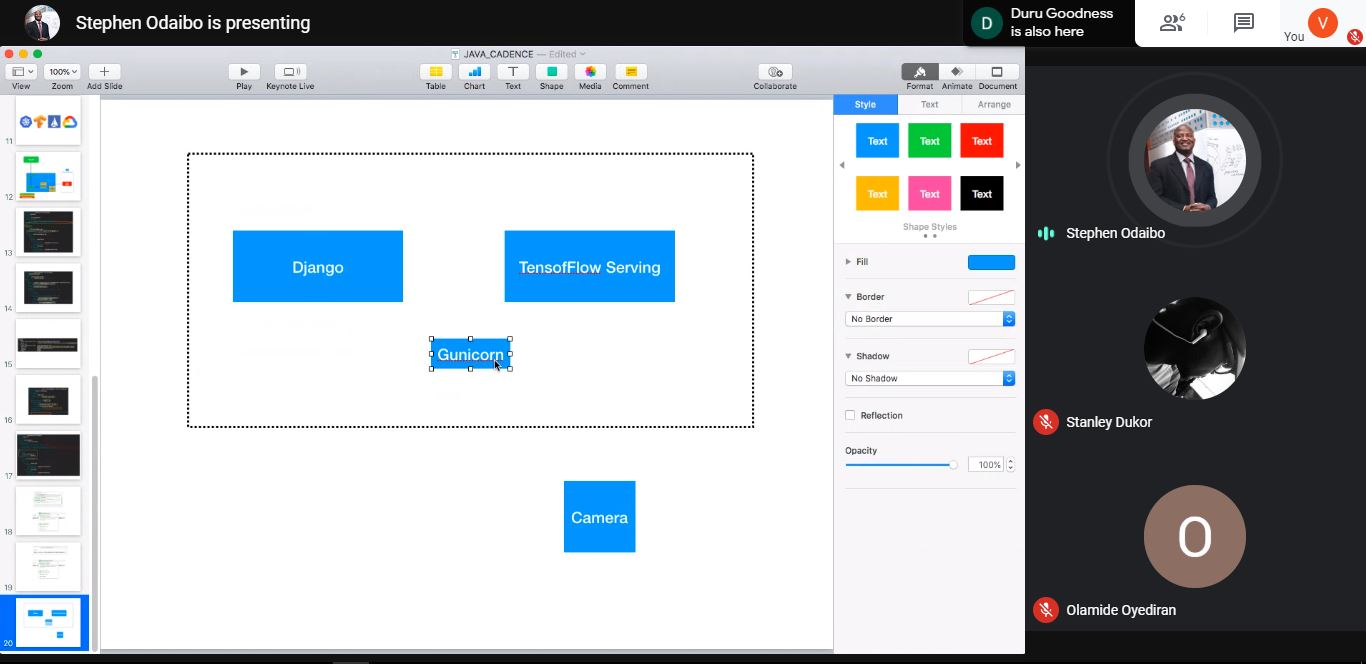 Stephen Odaibo is presenting
D
Duru Goodness
is also here
6
You
V
JAVA_CADENCE — Edited
100%
View
Zoom
Add Slide
Play
Keynote Live
Table
Chart
Text
Shape
Media
Comment
Collaborate
Format
Animate
Document
11
12
13
14
15
16
17
18
19
20
Django
TensofFlow Serving
Gunicorn
Camera
Style
Text
Arrange
Text
Text
Text
Text
Text
Text
Shape Styles
Fill
Border
No Border
Shadow
No Shadow
Reflection
Opacity
100%
Stephen Odaibo
Stanley Dukor
O
Olamide Oyediran